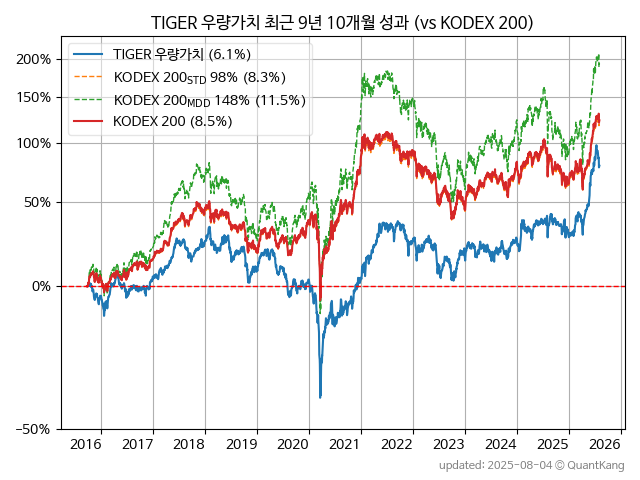 TIGER 우량가치 최근 9년 10개월 성과 (vs KODEX 200)
TIGER 우량가치 (6.1%)
KODEX 200STD 98% (8.3%)
KODEX 200MDD 148% (11.5%)
KODEX 200 (8.5%)
200%
150%
100%
50%
0%
−50%
2016 2017 2018 2019 2020 2021 2022 2023 2024 2025 2026
updated: 2025-08-04 © QuantKang